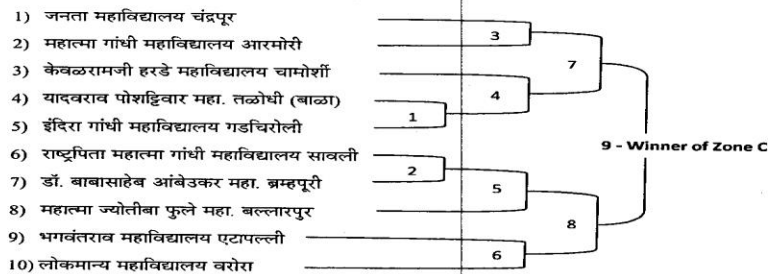 1) जनता महाविद्यालय चंद्रपूर
2) महात्मा गांधी महाविद्यालय आरमोरी
3) केवळरामजी हरडे महाविद्यालय चामोर्शी
4) यादवराव पोशट्टिवार महा. तळोधी (बाळा)
5) इंदिरा गांधी महाविद्यालय गडचिरोली
6) राष्ट्रपिता महात्मा गांधी महाविद्यालय सावली
7) डॉ. बाबासाहेब आंबेउकर महा. ब्रम्हपूरी
8) महात्मा ज्योतीबा फुले महा. बल्लारपुर
9) भगवंतराव महाविद्यालय एटापल्ली
10) लोकमान्य महाविद्यालय वरोरा
3
7
4
1
9 - Winner of Zone C
2
5
8
6